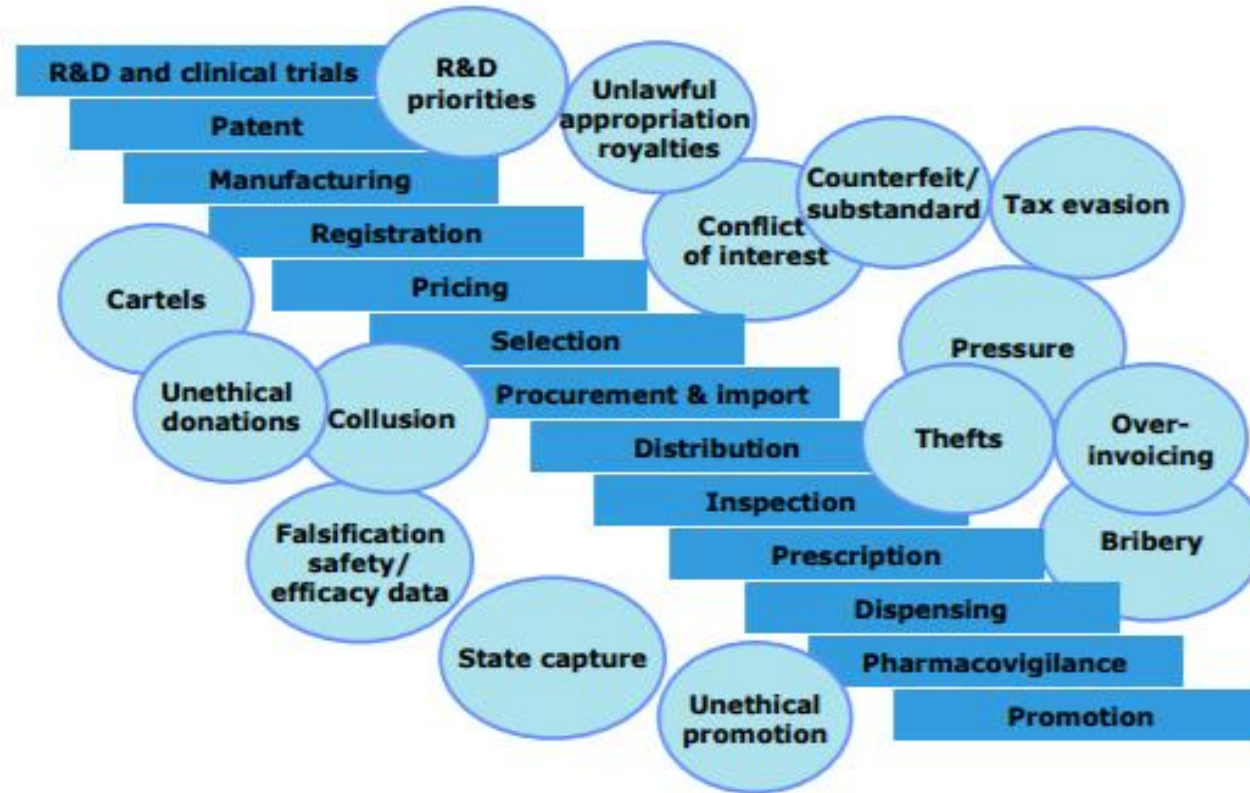 R&D and clinical trials
R&D
priorities
Patent
Unlawful
appropriation
royalties
Manufacturing
Counterfeit/
substandard
Tax evasion
Registration
Conflict
of interest
Cartels
Pricing
Selection
Pressure
Unethical
donations
Collusion
Procurement & import
Distribution
Thefts
Over-
invoicing
Inspection
Falsification
safety/
efficacy data
Prescription
Bribery
Dispensing
State capture
Pharmacovigilance
Unethical
promotion
Promotion